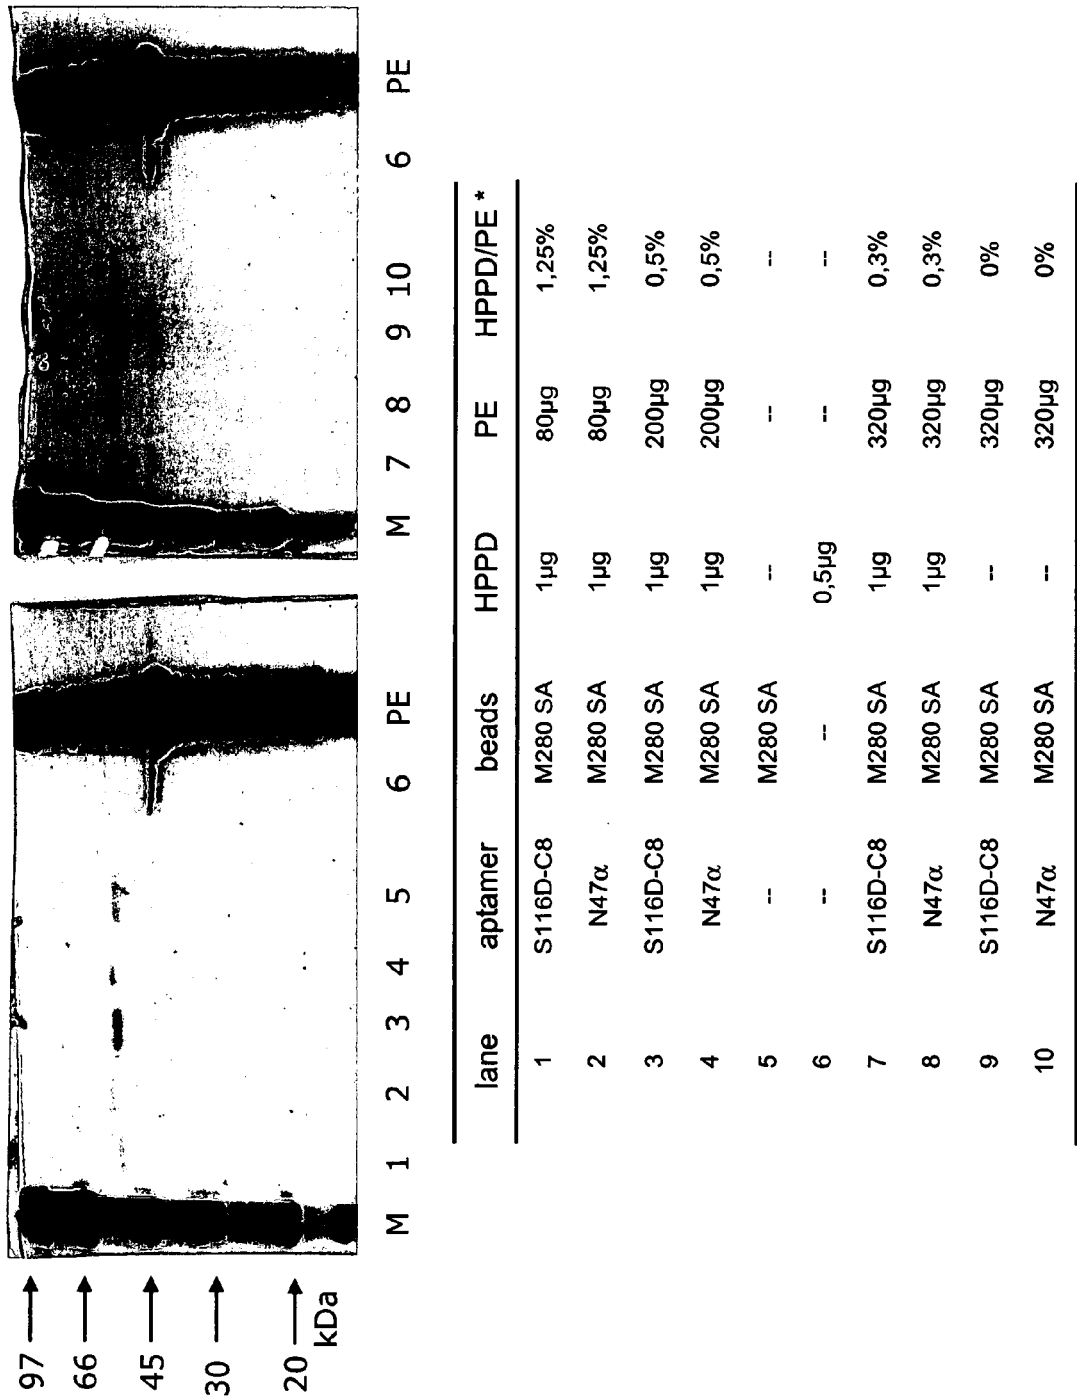 97
66
45
30
20
kDa
M 1 2 3 4 5 6 PE
M 7 8 9 10 6 PE
lane aptamer beads HPPD PE HPPD/PE *
1 S116D-C8 M280 SA 1µg 80µg 1,25%
2 N47α M280 SA 1µg 80µg 1,25%
3 S116D-C8 M280 SA 1µg 200µg 0,5%
4 N47α M280 SA 1µg 200µg 0,5%
5 -- M280 SA -- -- --
6 -- -- 0,5µg -- --
7 S116D-C8 M280 SA 1µg 320µg 0,3%
8 N47α M280 SA 1µg 320µg 0,3%
9 S116D-C8 M280 SA -- 320µg 0%
10 N47α M280 SA -- 320µg 0%